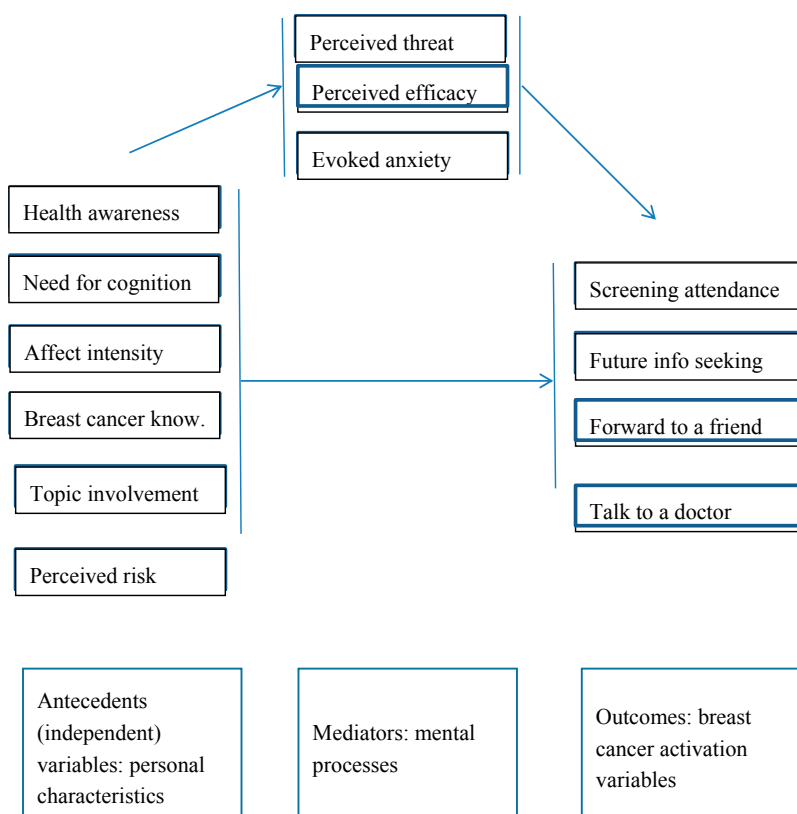 Perceived threat
Perceived efficacy
Evoked anxiety
Health awareness
Need for cognition
Affect intensity
Breast cancer know.
Topic involvement
Perceived risk
Screening attendance
Future info seeking
Forward to a friend
Talk to a doctor
Antecedents
(independent)
variables: personal
characteristics
Mediators: mental
processes
Outcomes: breast
cancer activation
variables